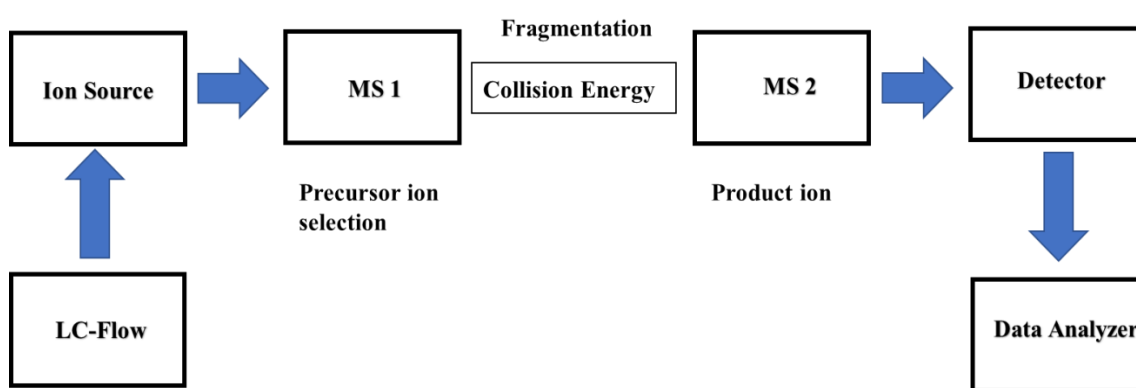 Fragmentation
Ion Source
MS 1
Collision Energy
MS 2
Detector
Precursor ion
selection
Product ion
LC-Flow
Data Analyzer